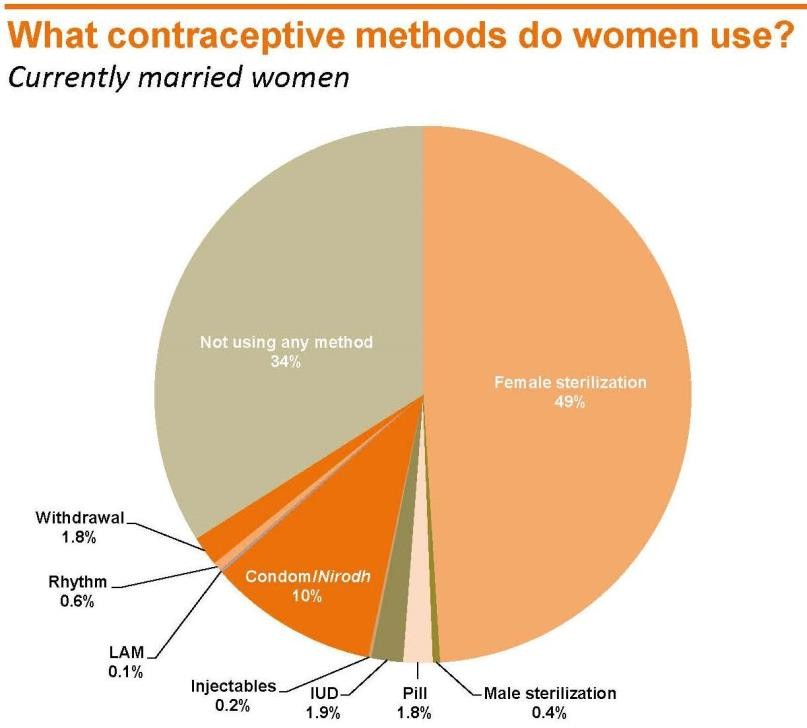 What contraceptive methods do women use?
Currently married women
Not using any method
34%
Female sterilization
49%
Withdrawal
1.8%
Rhythm
0.6%
LAM
0.1%
Condom/Nirodh
10%
Injectables
0.2%
IUD
1.9%
Pill
1.8%
Male sterilization
0.4%